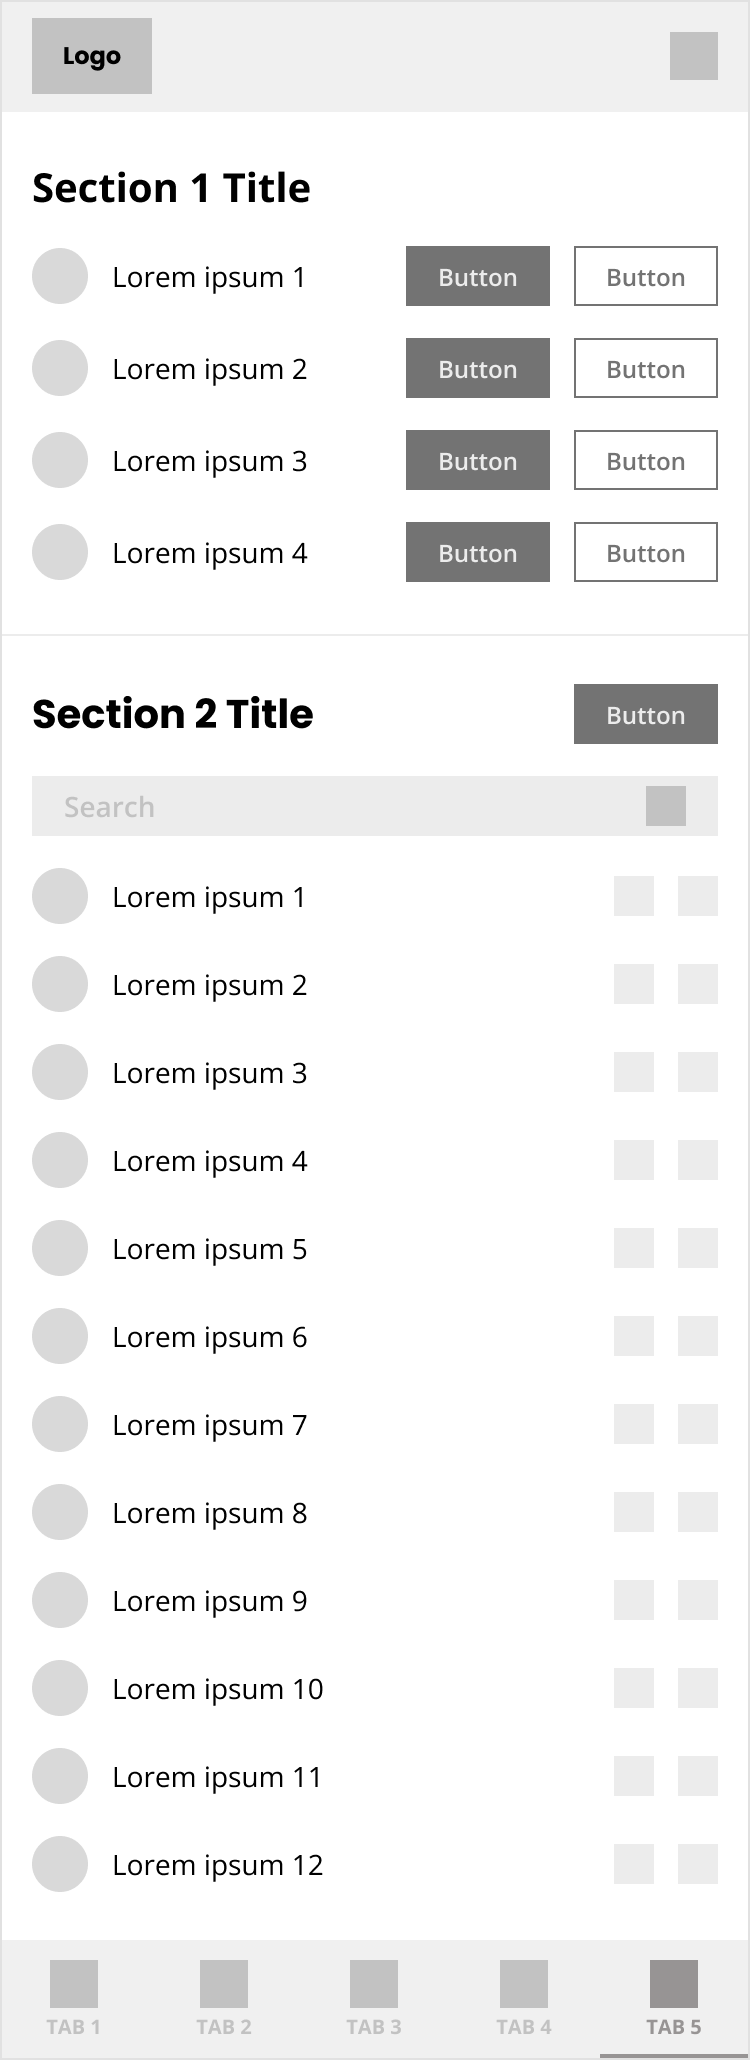 Logo
Section 1 Title
Lorem ipsum 1 Button Button
Lorem ipsum 2 Button Button
Lorem ipsum 3 Button Button
Lorem ipsum 4 Button Button
Section 2 Title Button
Search
Lorem ipsum 1
Lorem ipsum 2
Lorem ipsum 3
Lorem ipsum 4
Lorem ipsum 5
Lorem ipsum 6
Lorem ipsum 7
Lorem ipsum 8
Lorem ipsum 9
Lorem ipsum 10
Lorem ipsum 11
Lorem ipsum 12
TAB 1 TAB 2 TAB 3 TAB 4 TAB 5